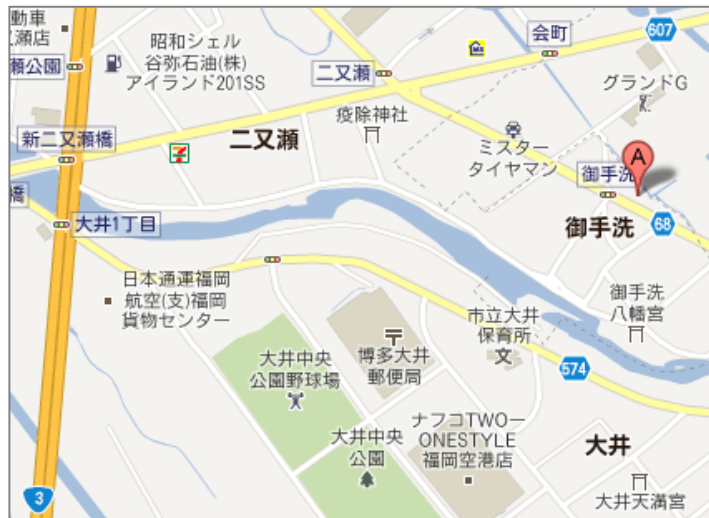 動車
又瀬店
昭和シェル
谷弥石油(株)
アイランド201SS
瀬公園
二又瀬
会町
607
グランドG
疫除神社
新二又瀬橋
二又瀬
ミスター
タイヤマン
A
御手洗
橋
大井1丁目
御手洗
68
日本通運福岡
航空(支)福岡
貨物センター
市立大井
保育所
文
御手洗
八幡宮
博多大井
郵便局
大井中央
公園野球場
574
ナフコTWO-
ONESTYLE
福岡空港店
大井中央
公園
大井
大井天満宮
3